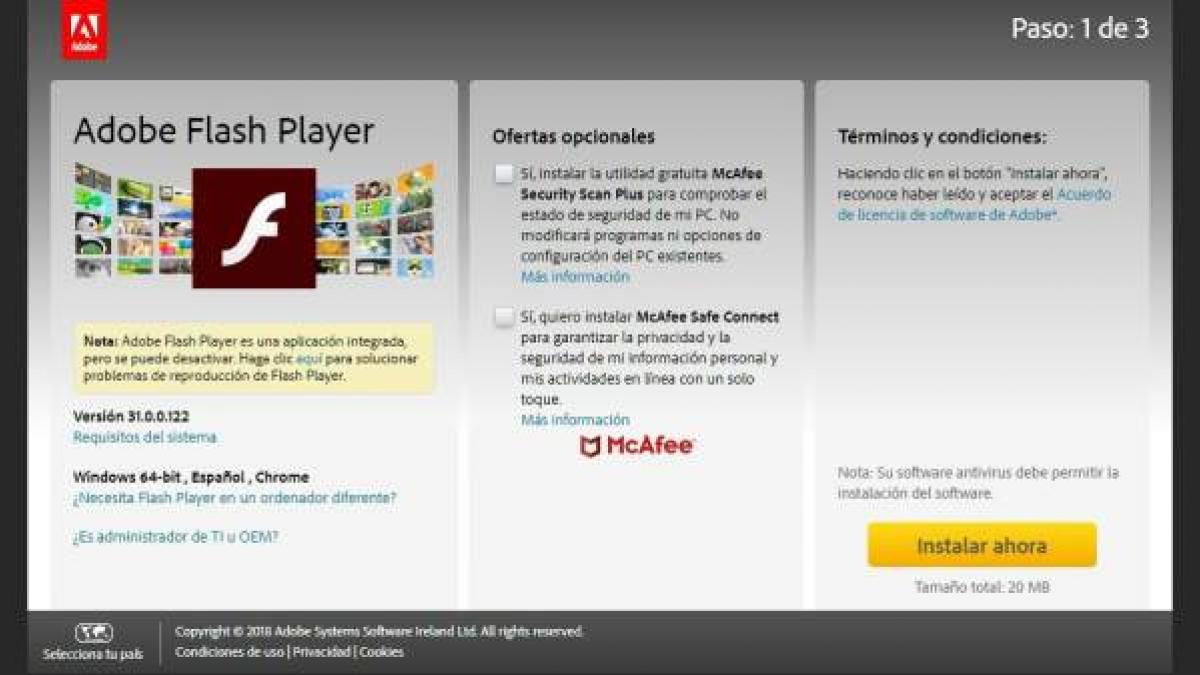 Adobe
Paso: 1 de 3
Adobe Flash Player
Nota: Adobe Flash Player es una aplicación integrada,
pero se puede desactivar. Haga clic aquí para solucionar
problemas de reproducción de Flash Player.
Versión 31.0.0.122
Requisitos del sistema
Windows 64-bit , Español , Chrome
¿Necesita Flash Player en un ordenador diferente?
¿Es administrador de TI u OEM?
Ofertas opcionales
Sí, instalar la utilidad gratuita McAfee
Security Scan Plus para comprobar el
estado de seguridad de mi PC. No
modificará programas ni opciones de
configuración del PC existentes.
Más información
Sí, quiero instalar McAfee Safe Connect
para garantizar la privacidad y la
seguridad de mi información personal y
mis actividades en línea con un solo
toque.
Más información
McAfee
Términos y condiciones:
Haciendo clic en el botón "Instalar ahora",
reconoce haber leído y aceptar el Acuerdo
de licencia de software de Adobe*.
Nota: Su software antivirus debe permitir la
instalación del software.
Instalar ahora
Tamaño total: 20 MB
Selecciona tu país
Copyright © 2018 Adobe Systems Software Ireland Ltd. All rights reserved.
Condiciones de uso | Privacidad | Cookies